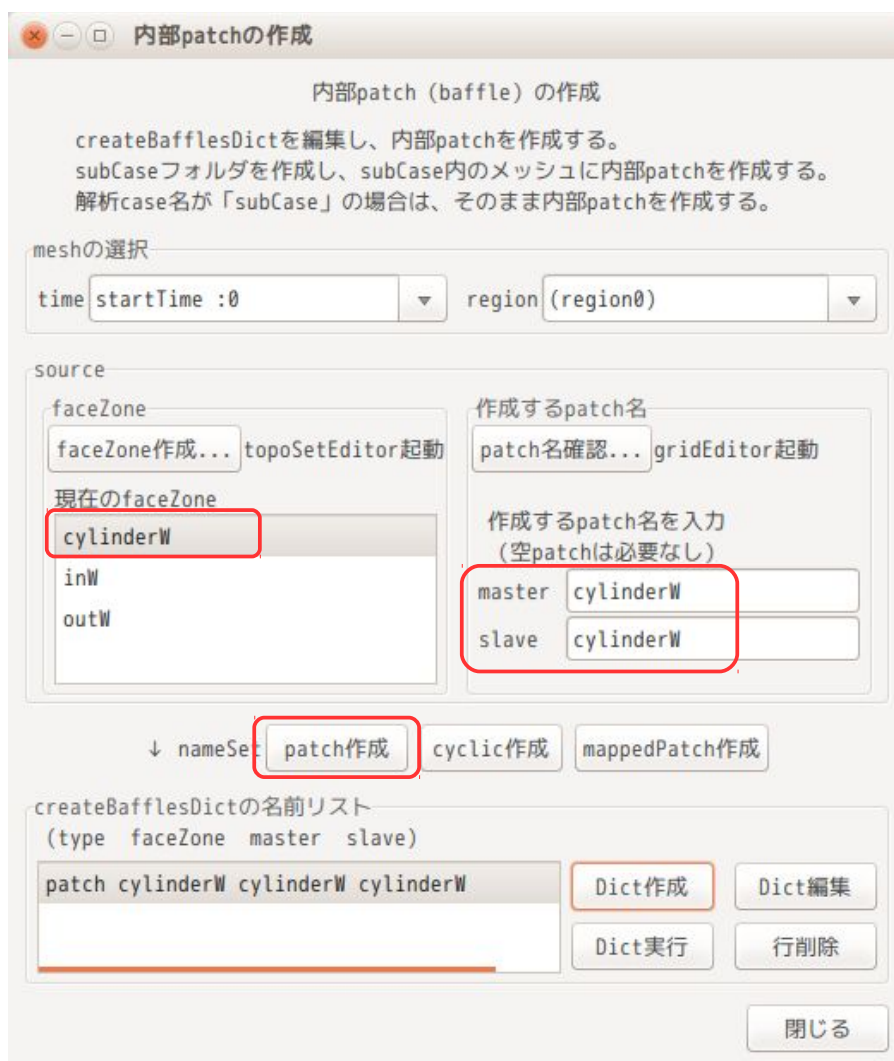 内部patchの作成
内部patch (baffle) の作成
createBafflesDictを編集し、内部patchを作成する。
subCaseフォルダを作成し、subCase内のメッシュに内部patchを作成する。
解析case名が「subCase」の場合は、そのまま内部patchを作成する。
meshの選択
time startTime :0 region (region0)
source
faceZone
faceZone作成... topoSetEditor起動
現在のfaceZone
cylinderW
inW
outW
作成するpatch名
patch名確認... gridEditor起動
作成するpatch名を入力
(空patchは必要なし)
master cylinderW
slave cylinderW
↓ nameSet patch作成 cyclic作成 mappedPatch作成
createBafflesDictの名前リスト
(type faceZone master slave)
patch cylinderW cylinderW cylinderW
Dict作成 Dict編集
Dict実行 行削除
閉じる